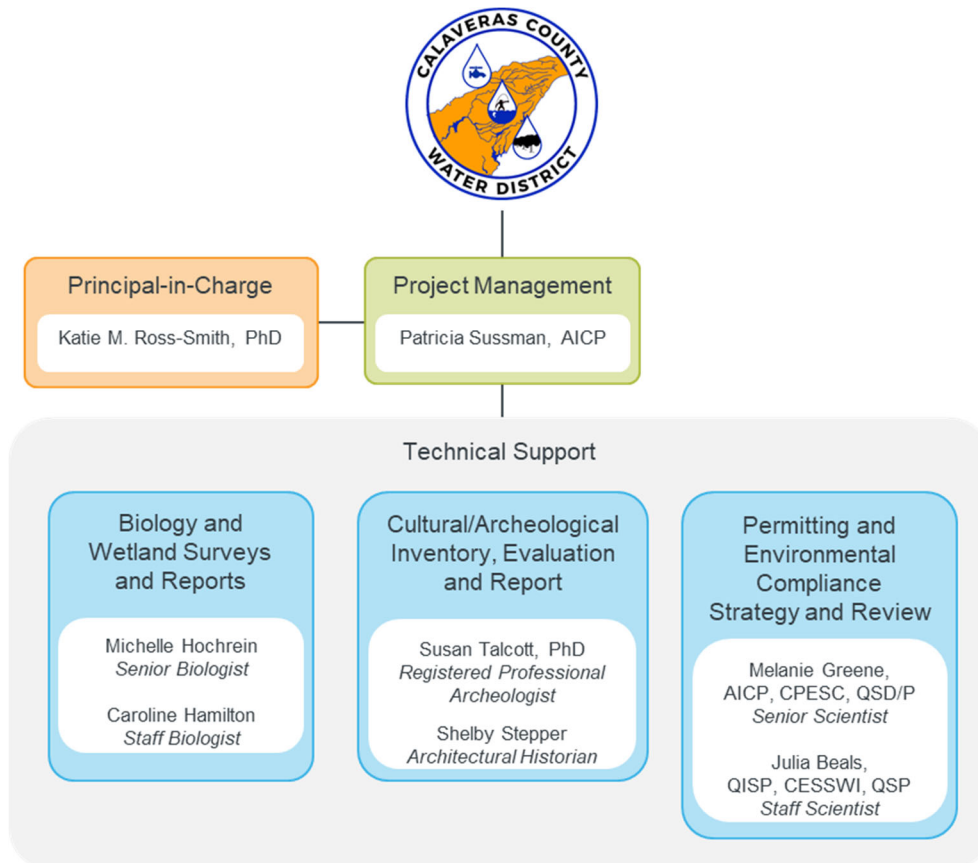 CALAVERAS COUNTY
WATER DISTRICT
Principal-in-Charge
Katie M. Ross-Smith, PhD
Project Management
Patricia Sussman, AICP
Technical Support
Biology and
Wetland Surveys
and Reports
Michelle Hochrein
Senior Biologist
Caroline Hamilton
Staff Biologist
Cultural/Archeological
Inventory, Evaluation
and Report
Susan Talcott, PhD
Registered Professional
Archeologist
Shelby Stepper
Architectural Historian
Permitting and
Environmental
Compliance
Strategy and Review
Melanie Greene,
AICP, CPESC, QSD/P
Senior Scientist
Julia Beals,
QISP, CESSWI, QSP
Staff Scientist